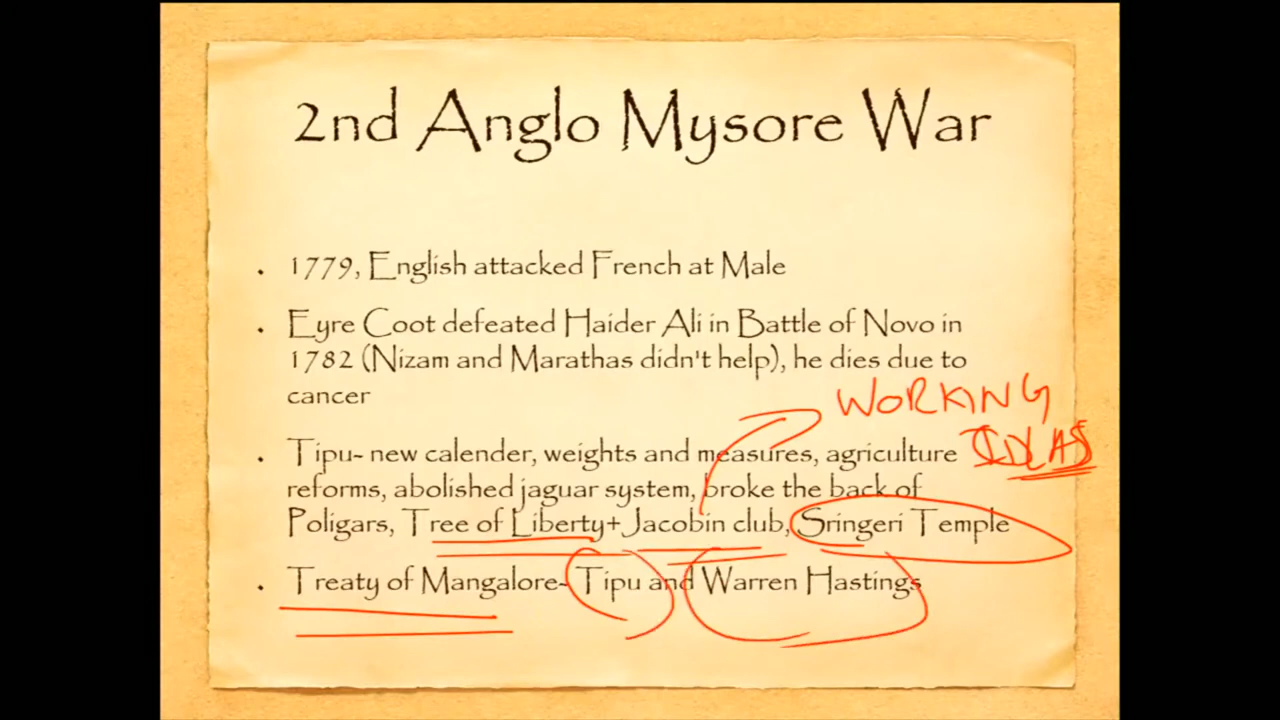 2nd Anglo Mysore War
. 1779, English attacked French at Male
. Eyre Coot defeated Haider Ali in Battle of Novo in
1782 (Nizam and Marathas didn't help), he dies due to
cancer
WORKING
. Tipu- new calender, weights and measures, agriculture
reforms, abolished jaguar system, broke the back of
Poligars, Tree of Liberty+ Jacobin club, Sringeri Temple
. Treaty of Mangalore- Tipu and Warren Hastings